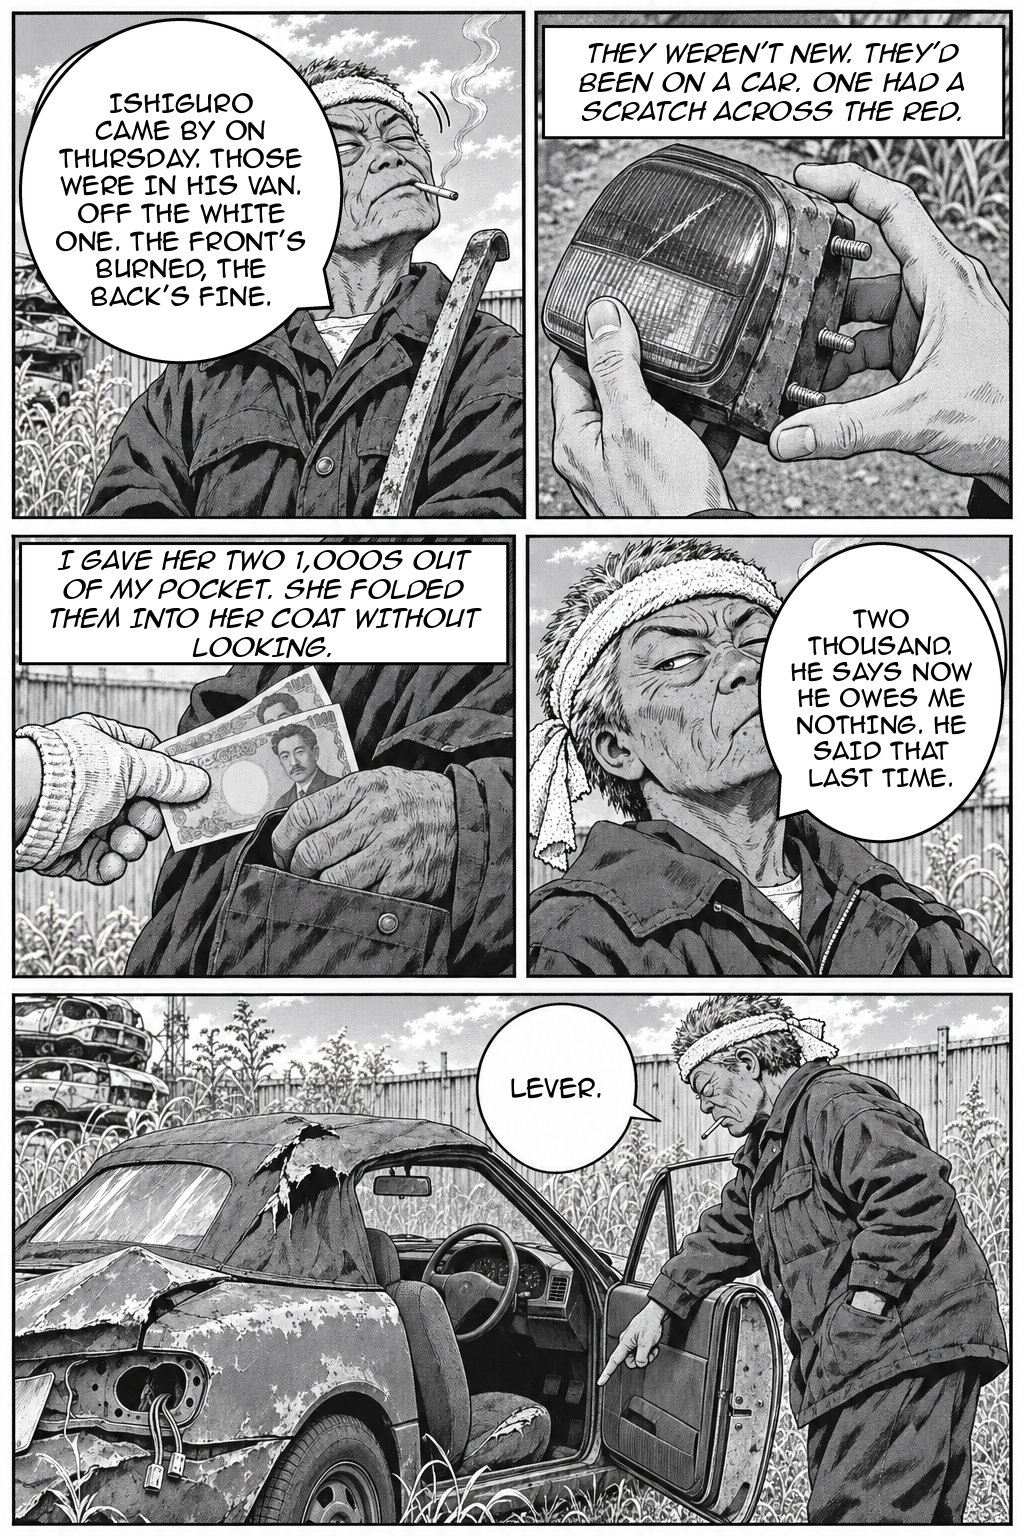 ISHIGURO
CAME BY ON
THURSDAY. THOSE
WERE IN HIS VAN.
OFF THE WHITE
ONE. THE FRONT'S
BURNED, THE
BACK'S FINE.
THEY WEREN'T NEW. THEY'D
BEEN ON A CAR. ONE HAD A
SCRATCH ACROSS THE RED.
I GAVE HER TWO 1,000S OUT
OF MY POCKET. SHE FOLDED
THEM INTO HER COAT WITHOUT
LOOKING.
1000
1000
TWO
THOUSAND.
HE SAYS NOW
HE OWES ME
NOTHING. HE
SAID THAT
LAST TIME.
LEVER.